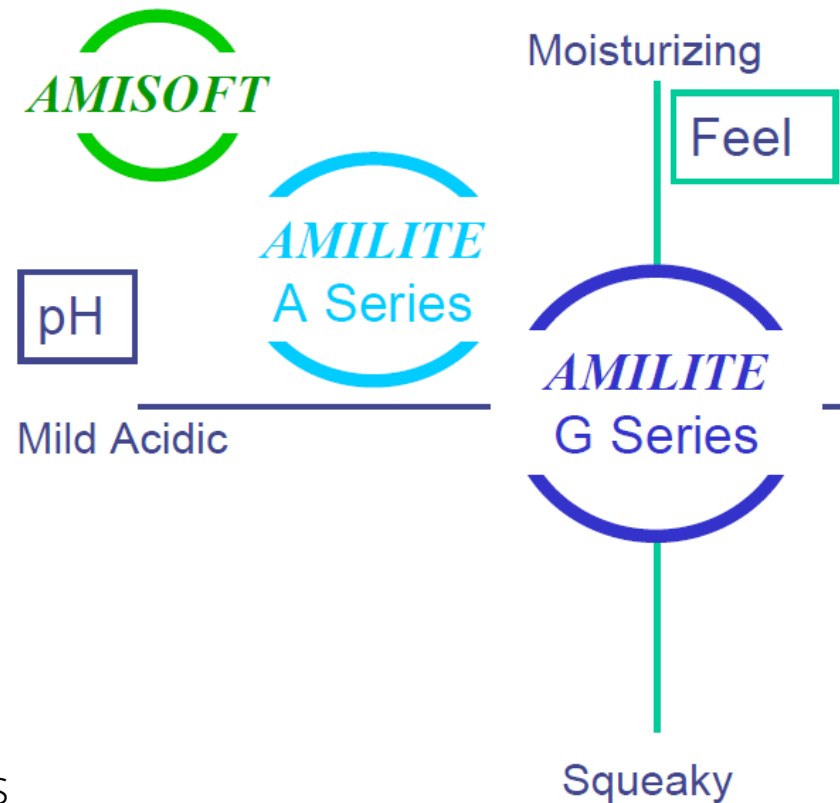 Moisturizing
AMISOFT
Feel
AMILITE
A Series
pH
AMILITE
G Series
Mild Acidic
Squeaky
s